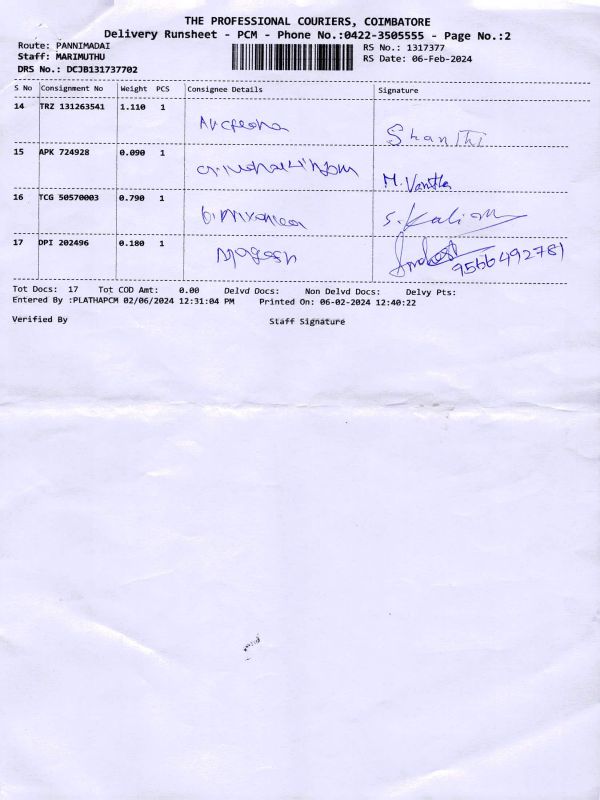 THE PROFESSIONAL COURIERS, COIMBATORE
Delivery Runsheet - PCM - Phone No.:0422-3505555 - Page No.:2
Route: PANNIMADAI RS No.: 1317377
Staff: MARIMUTHU RS Date: 06-Feb-2024
DRS No.: DCJB131737702
S No Consignment No Weight PCS Consignee Details Signature
14 TRZ 131263541 1.110 1
Shanthi
15 APK 724928 0.090 1
M. Vanitha
16 TCG 50570003 0.790 1
S.
17 DPI 202496 0.180 1
9566492781
Tot Docs: 17 Tot COD Amt: 0.00 Delvd Docs: Non Delvd Docs: Delvy Pts:
Entered By :PLATHAPCM 02/06/2024 12:31:04 PM Printed On: 06-02-2024 12:40:22
Verified By Staff Signature